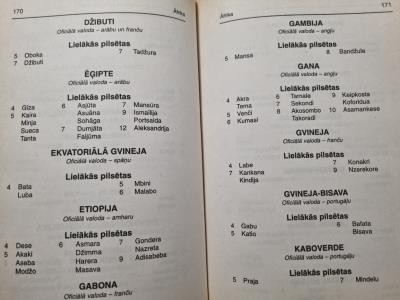 170
Āfrika
DŽIBUTI
Oficiālā valoda – arābu un franču
Lielākās pilsētas
5 Oboka 7 Tadžura
7 Džibuti
ĒĢIPTE
Oficiālā valoda – arābu
Lielākās pilsētas
4 Gīza 6 Asjūta 7 Mansūra
5 Kaira Asuāna 9 Ismailija
Minja Sohāga Portsaida
Sueca 7 Dumjāta 12 Aleksandrija
Tanta Faijūma
EKVATORIĀLĀ GVINEJA
Oficiālā valoda – spāņu
Lielākās pilsētas
4 Bata 5 Mbini
Luba 6 Malabo
ETIOPIJA
Oficiālā valoda – amharu
Lielākās pilsētas
4 Dese 6 Asmara 7 Gondera
5 Akaki Džimma Nazreta
Aseba Harera 9 Adisabeba
Modžo Masava
GABONA
Oficiālā valoda – franču
Āfrika
171
GAMBIJA
Oficiālā valoda – angļu
Lielākās pilsētas
5 Mansa 8 Bandžula
GANA
Oficiālā valoda – angļu
Lielākās pilsētas
4 Akra 6 Tamale 9 Keipkosta
Tema 7 Sekondi Koforidua
5 Venči 8 Akosombo 10 Asamankese
6 Kumasi Takoradi
GVINEJA
Oficiālā valoda – franču
Lielākās pilsētas
4 Labe 7 Konakri
7 Kankana 9 Nzerekore
Kindija
GVINEJA-BISAVA
Oficiālā valoda – portugāļu
Lielākās pilsētas
4 Gabu 6 Bafata
5 Katio Bisava
KABOVERDE
Oficiālā valoda – portugāļu
Lielākās pilsētas
5 Praja 7 Mindelu